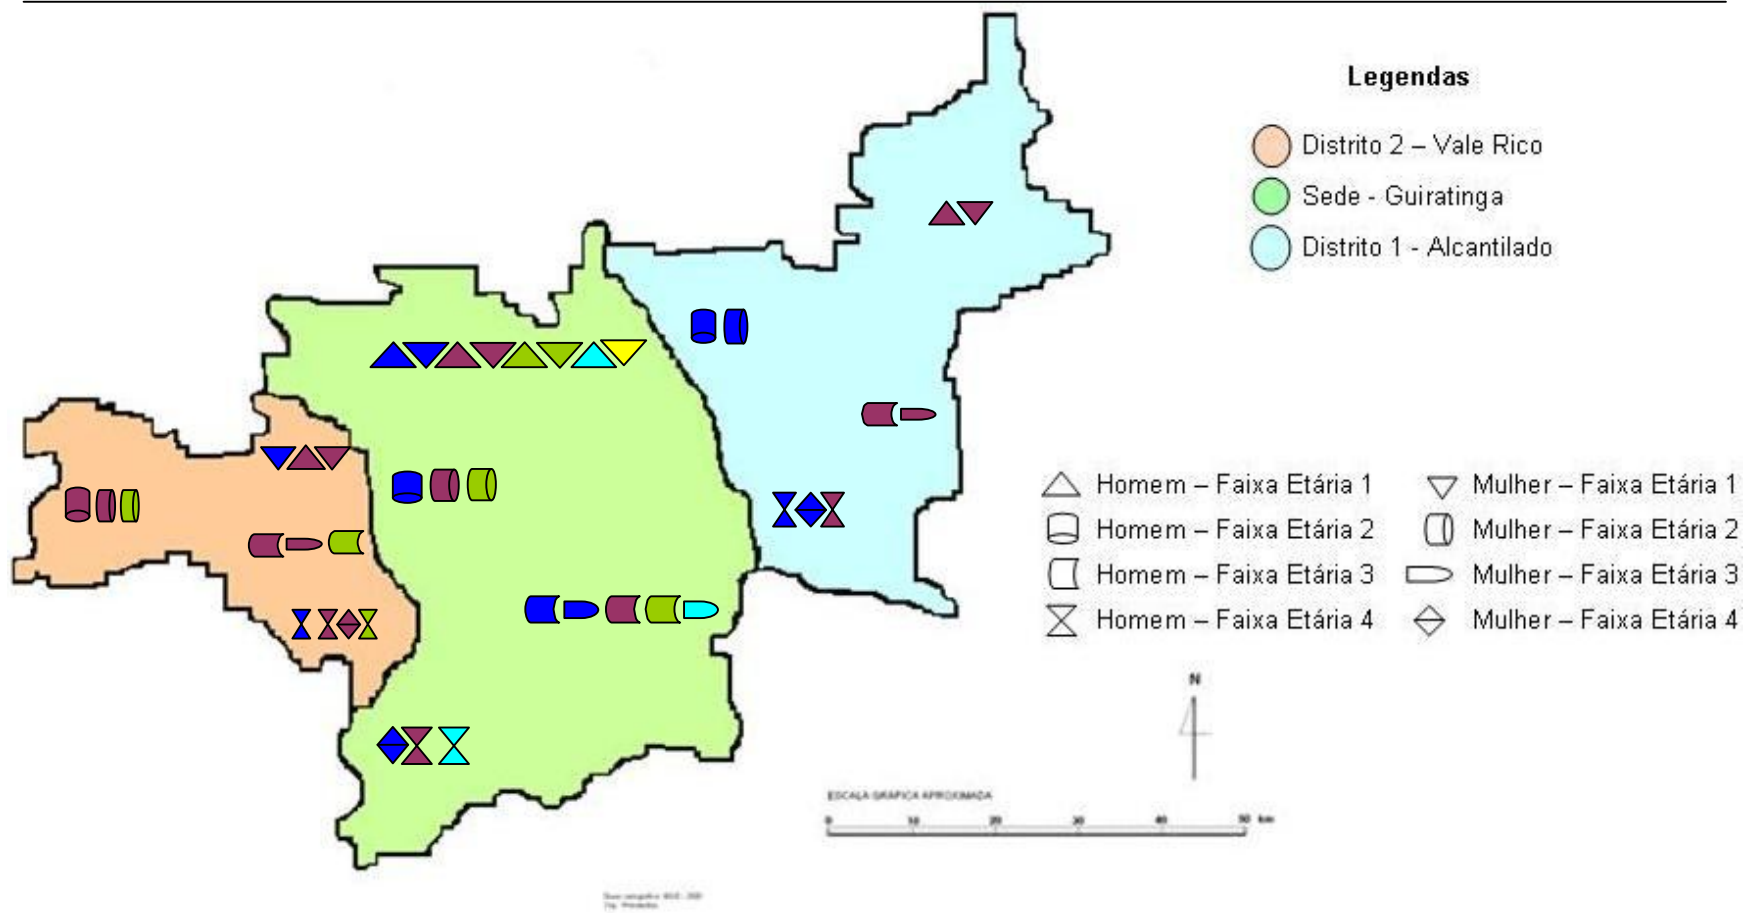 Legendas
Distrito 2 – Vale Rico
Sede - Guiratinga
Distrito 1 - Alcantilado
Homem – Faixa Etária 1
Mulher – Faixa Etária 1
Homem – Faixa Etária 2
Mulher – Faixa Etária 2
Homem – Faixa Etária 3
Mulher – Faixa Etária 3
Homem – Faixa Etária 4
Mulher – Faixa Etária 4
N
ESCALA GRÁFICA APROXIMADA
0 10 20 30 40 50 km